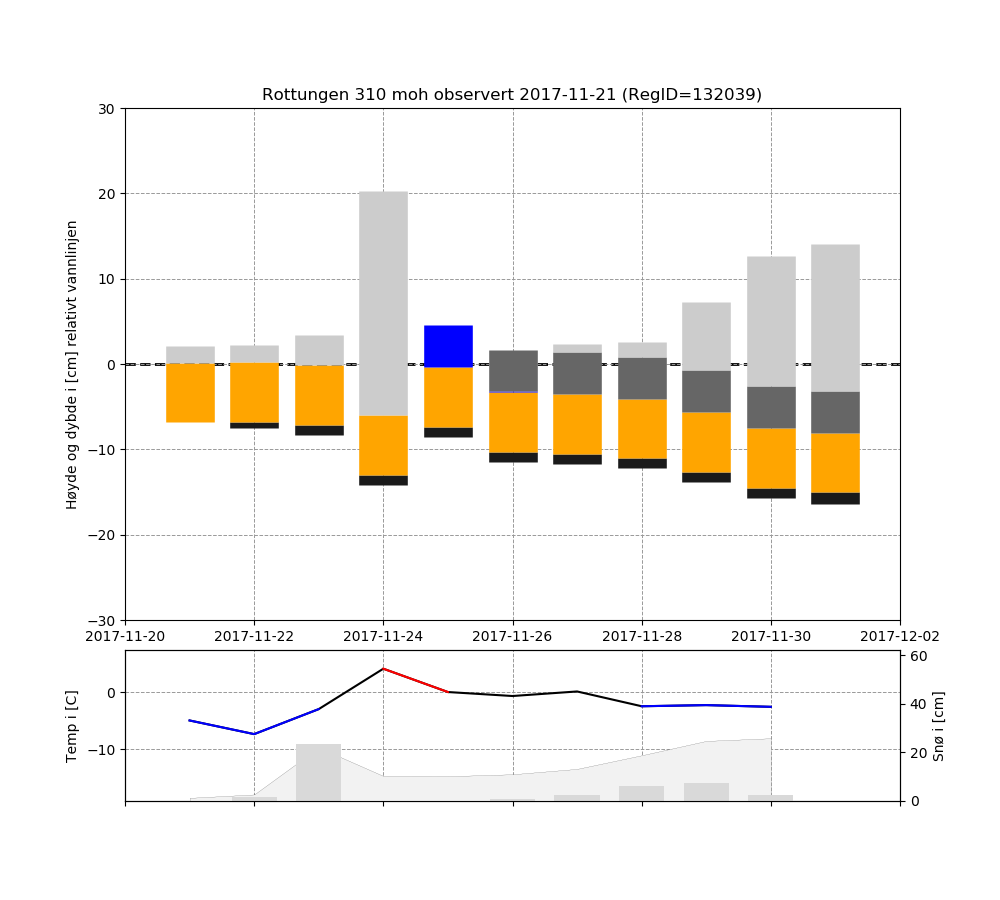 Rottungen 310 moh observert 2017-11-21 (RegID=132039)
Høyde og dybde i [cm] relativt vannlinjen
30
20
10
0
−10
−20
−30
2017-11-20 2017-11-22 2017-11-24 2017-11-26 2017-11-28 2017-11-30 2017-12-02
Temp i [C]
0
−10
60
40
20
0
Snø i [cm]